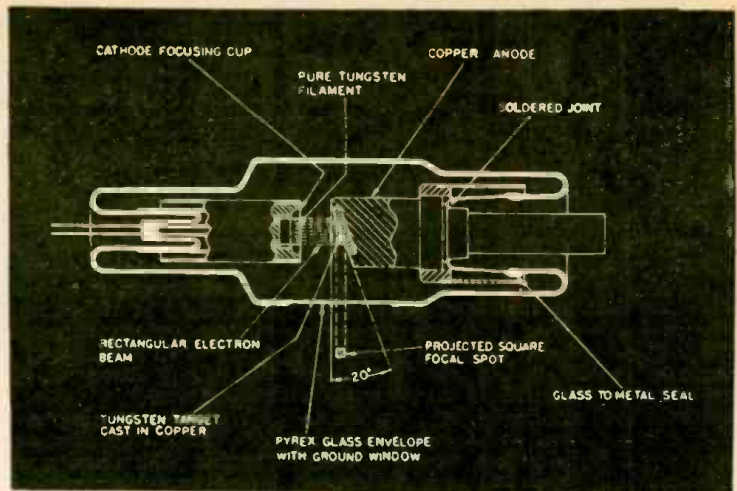 CATHODE FOCUSING CUP
COPPER ANODE
PURE TUNGSTEN
FILAMENT
SOLDERED JOINT
RECTANGULAR ELECTRON
BEAM
PROJECTED SQUARE
FOCAL SPOT
20°
GLASS TO METAL SEAL
TUNGSTEN TARGET
CAST IN COPPER
PYREX GLASS ENVELOPE
WITH GROUND WINDOW